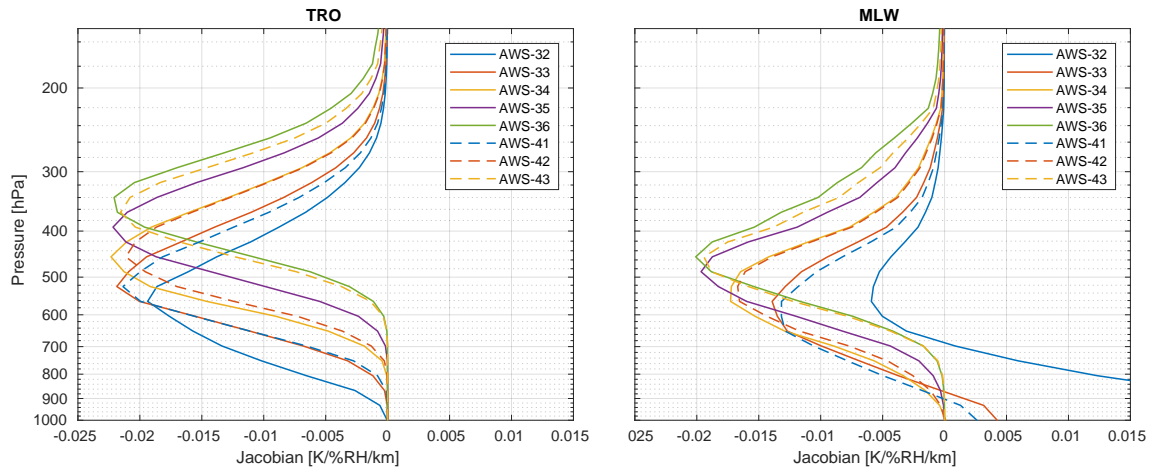 TRO
MLW
AWS-32
AWS-33
AWS-34
AWS-35
AWS-36
AWS-41
AWS-42
AWS-43
AWS-32
AWS-33
AWS-34
AWS-35
AWS-36
AWS-41
AWS-42
AWS-43
Pressure [hPa]
200
300
400
500
600
700
800
900
1000
-0.025 -0.02 -0.015 -0.01 -0.005 0 0.005 0.01 0.015
-0.025 -0.02 -0.015 -0.01 -0.005 0 0.005 0.01 0.015
Jacobian [K/%RH/km]
Jacobian [K/%RH/km]